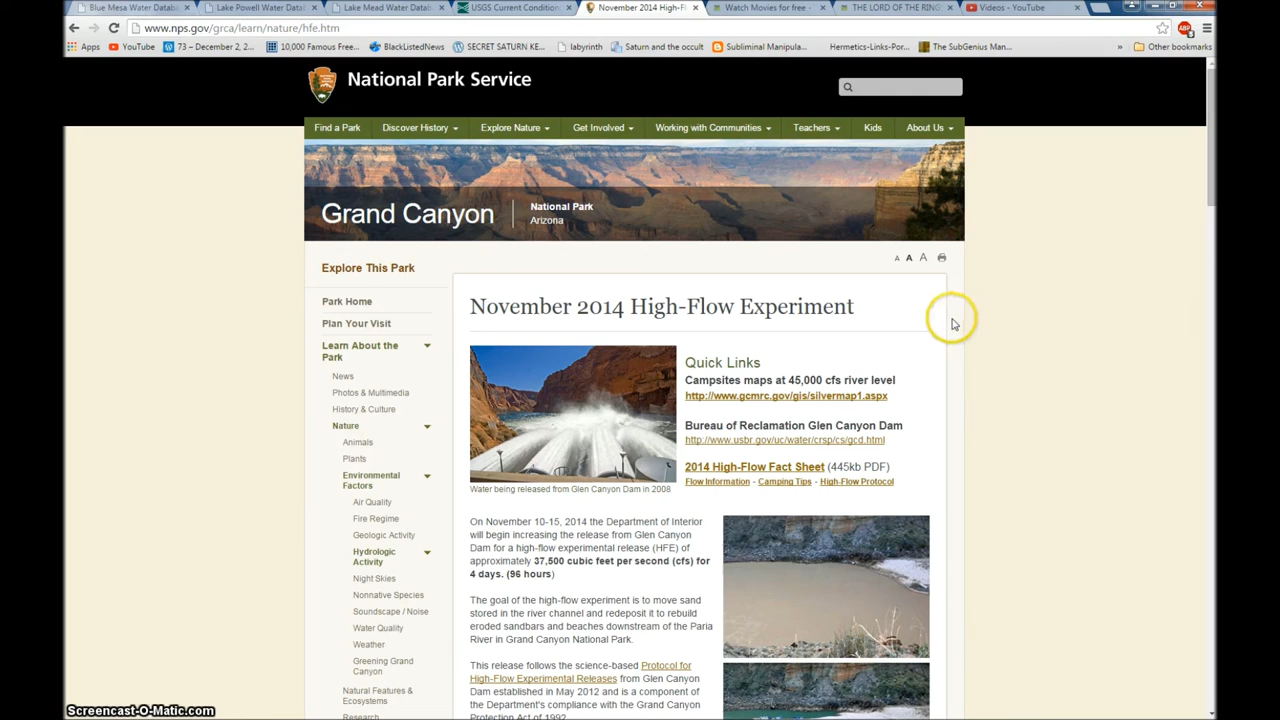 Blue Mesa Water Datab
Lake Powell Water Datab
Lake Mead Water Datab
USGS Current Condition
November 2014 High-Fl
Watch Movies for free -
THE LORD OF THE RING
Videos - YouTube
www.nps.gov/grca/learn/nature/hfe.htm
Apps
YouTube
73 – December 2, 2...
10,000 Famous Free...
BlackListedNews
SECRET SATURN KE...
labyrinth
Saturn and the occult
Subliminal Manipula...
Hermetics-Links-Por...
The SubGenius Man...
» Other bookmarks
National Park Service
Find a Park
Discover History
Explore Nature
Get Involved
Working with Communities
Teachers
Kids
About Us
Grand Canyon
National Park
Arizona
A A A
Explore This Park
Park Home
Plan Your Visit
Learn About the
Park
News
Photos & Multimedia
History & Culture
Nature
Animals
Plants
Environmental
Factors
Air Quality
Fire Regime
Geologic Activity
Hydrologic
Activity
Night Skies
Nonnative Species
Soundscape / Noise
Water Quality
Weather
Greening Grand
Canyon
Natural Features &
Ecosystems
Research
November 2014 High-Flow Experiment
Water being released from Glen Canyon Dam in 2008
Quick Links
Campsites maps at 45,000 cfs river level
http://www.gcmrc.gov/gis/silvermap1.aspx
Bureau of Reclamation Glen Canyon Dam
http://www.usbr.gov/uc/water/crsp/cs/gcd.html
2014 High-Flow Fact Sheet (445kb PDF)
Flow Information - Camping Tips - High-Flow Protocol
On November 10-15, 2014 the Department of Interior
will begin increasing the release from Glen Canyon
Dam for a high-flow experimental release (HFE) of
approximately 37,500 cubic feet per second (cfs) for
4 days. (96 hours)
The goal of the high-flow experiment is to move sand
stored in the river channel and redeposit it to rebuild
eroded sandbars and beaches downstream of the Paria
River in Grand Canyon National Park.
This release follows the science-based Protocol for
High-Flow Experimental Releases from Glen Canyon
Dam established in May 2012 and is a component of
the Department's compliance with the Grand Canyon
Protection Act of 1992.
Screencast-O-Matic.com